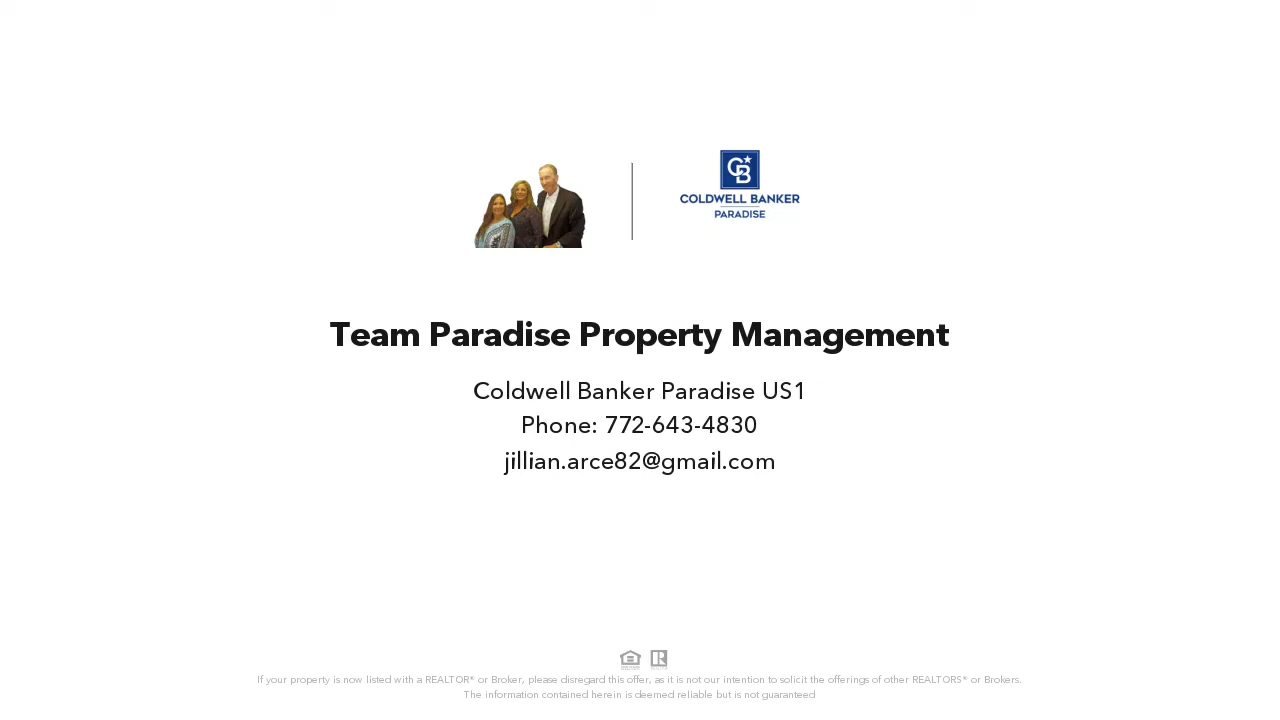 CB
COLDWELL BANKER
PARADISE
Team Paradise Property Management
Coldwell Banker Paradise US1
Phone: 772-643-4830
jillian.arce82@gmail.com
If your property is now listed with a REALTOR® or Broker, please disregard this offer, as it is not our intention to solicit the offerings of other REALTORS® or Brokers.
The information contained herein is deemed reliable but is not guaranteed